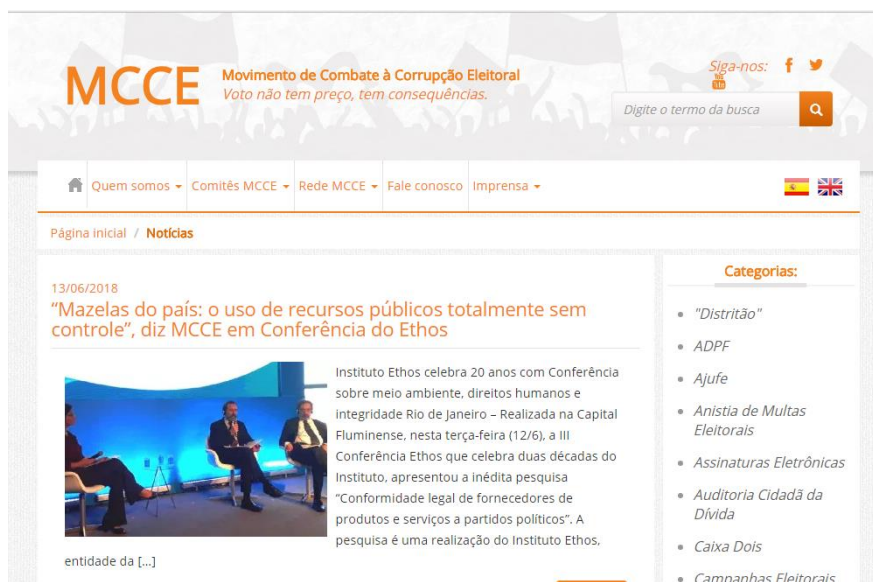 MCCE
Movimento de Combate à Corrupção Eleitoral
Voto não tem preço, tem consequências.
Siga-nos:
Digite o termo da busca
Quem somos
Comitês MCCE
Rede MCCE
Fale conosco
Imprensa
Página inicial / Notícias
13/06/2018
“Mazelas do país: o uso de recursos públicos totalmente sem
controle”, diz MCCE em Conferência do Ethos
Instituto Ethos celebra 20 anos com Conferência
sobre meio ambiente, direitos humanos e
integridade Rio de Janeiro – Realizada na Capital
Fluminense, nesta terça-feira (12/6), a III
Conferência Ethos que celebra duas décadas do
Instituto, apresentou a inédita pesquisa
“Conformidade legal de fornecedores de
produtos e serviços a partidos políticos”. A
pesquisa é uma realização do Instituto Ethos,
entidade da [...]
Categorias:
"Distritão"
ADPF
Ajufe
Anistia de Multas
Eleitorais
Assinaturas Eletrônicas
Auditoria Cidadã da
Dívida
Caixa Dois
Campanhas Eleitorais